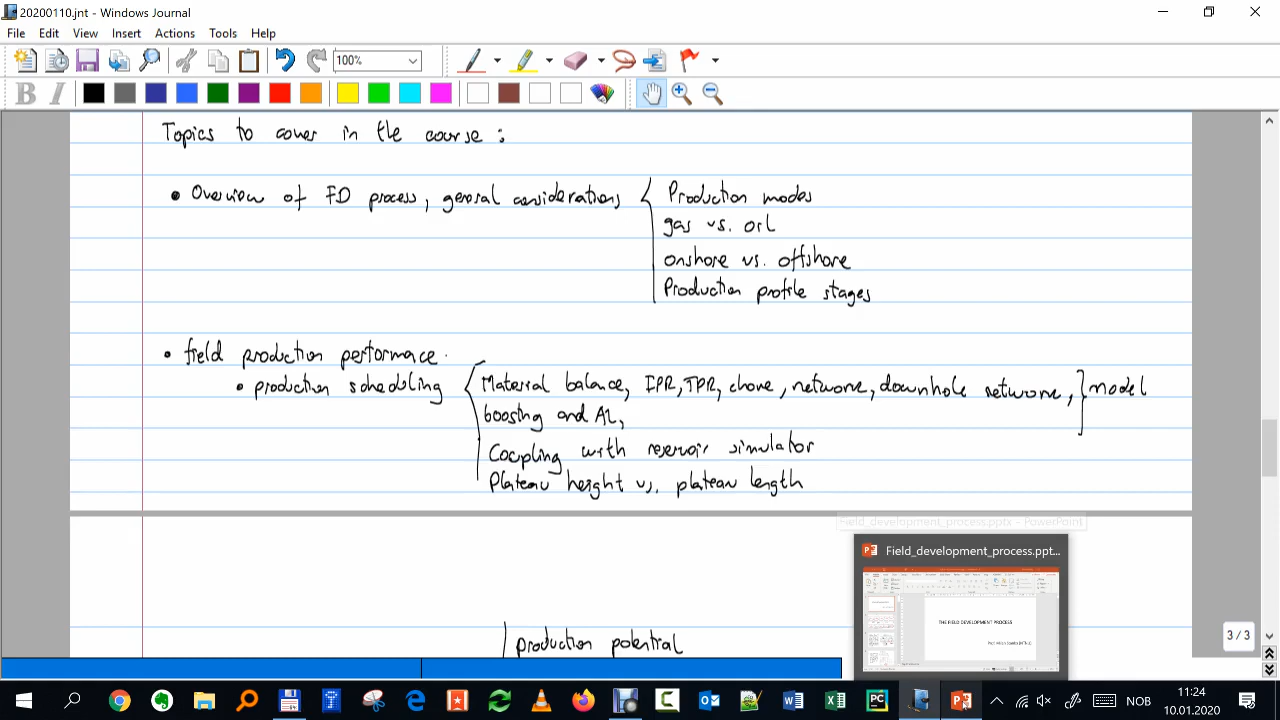 20200110.jnt - Windows Journal
File Edit View Insert Actions Tools Help
100%
B I
Topics to cover in the course :
• Overview of FD process, general considerations
Production modes
gas vs. oil
onshore vs. offshore
Production profile stages
• field production performace.
• production scheduling
Material balance, IPR, TPR, choke, network, downhole network, } model
boosting and AL,
Coupling with reservoir simulator
Plateau height vs. plateau length
Field_development_process.pptx - PowerPoint
Field_development_process.ppt...
THE FIELD DEVELOPMENT PROCESS
3 / 3
production potential
NOB
11:24
10.01.2020